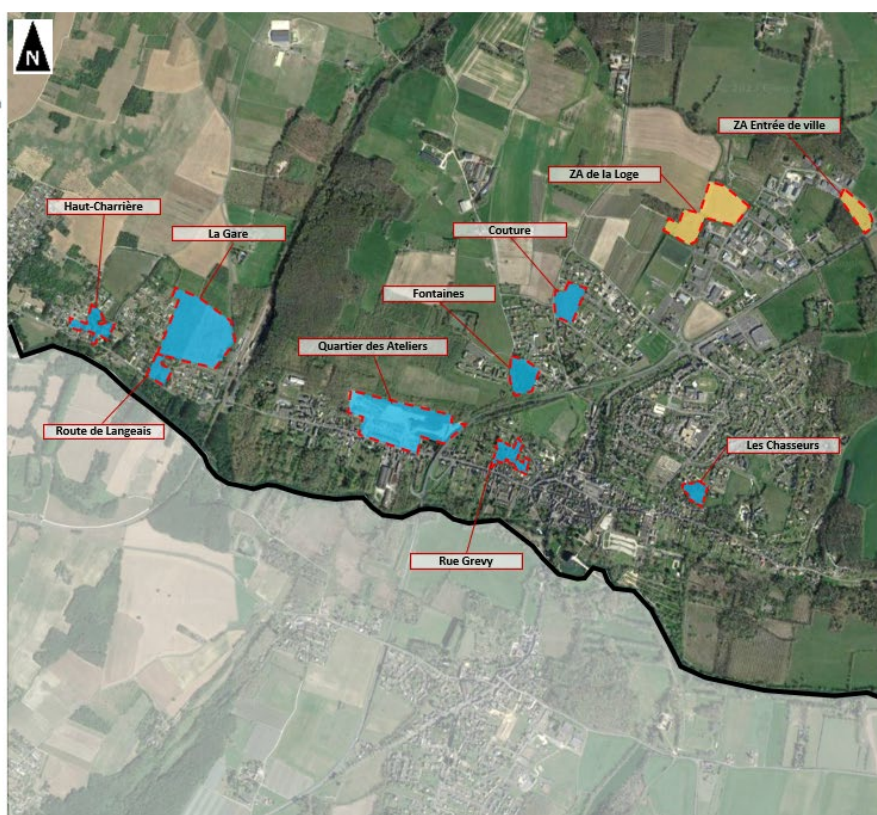 N
ZA Entrée de ville
ZA de la Loge
Haut-Charrière
La Gare
Couture
Fontaines
Quartier des Ateliers
Route de Langeais
Les Chasseurs
Rue Grevy